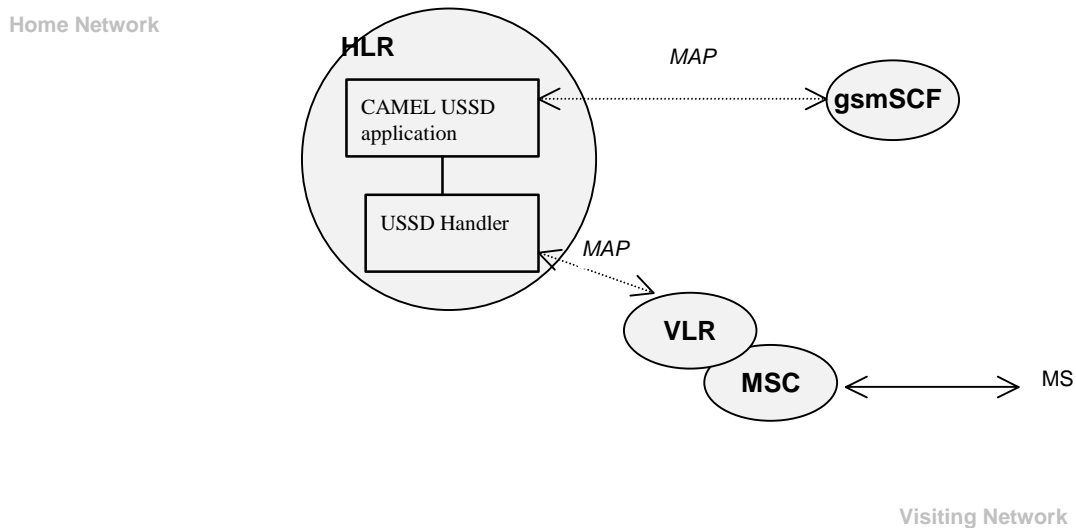 Home Network
HLR
MAP
CAMEL USSD
application
gsmSCF
USSD Handler
MAP
VLR
MSC
MS
Visiting Network